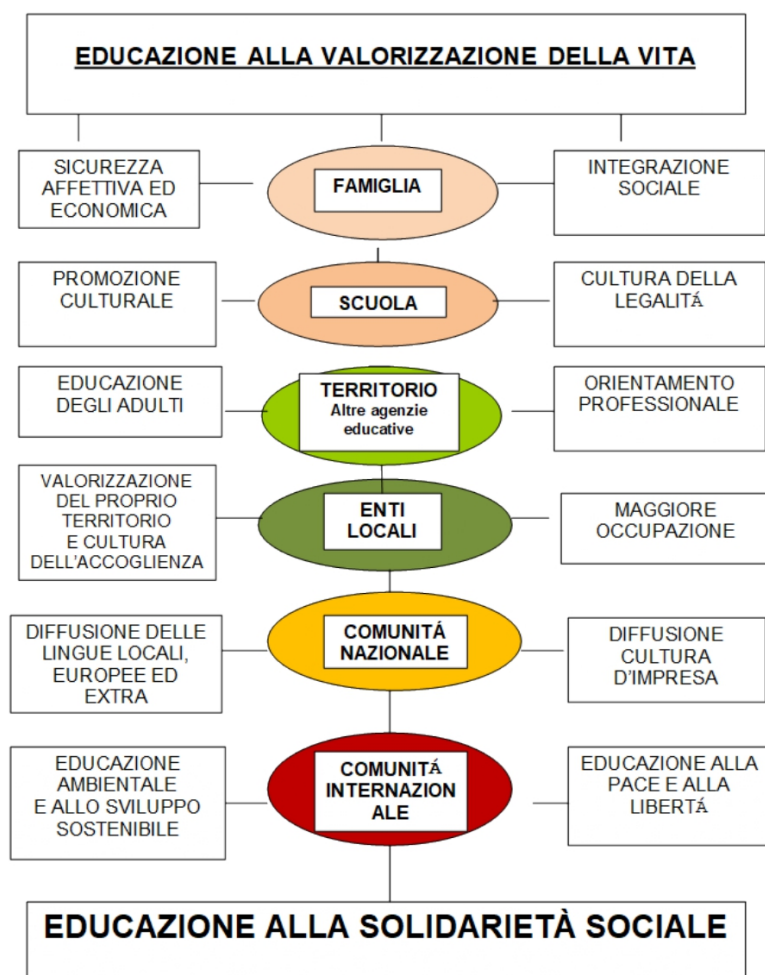 EDUCAZIONE ALLA VALORIZZAZIONE DELLA VITA
SICUREZZA
AFFETTIVA ED
ECONOMICA
FAMIGLIA
INTEGRAZIONE
SOCIALE
PROMOZIONE
CULTURALE
SCUOLA
CULTURA DELLA
LEGALITÁ
EDUCAZIONE
DEGLI ADULTI
TERRITORIO
Altre agenzie
educative
ORIENTAMENTO
PROFESSIONALE
VALORIZZAZIONE
DEL PROPRIO
TERRITORIO
E CULTURA
DELL'ACCOGLIENZA
ENTI
LOCALI
MAGGIORE
OCCUPAZIONE
DIFFUSIONE DELLE
LINGUE LOCALI,
EUROPEE ED
EXTRA
COMUNITÁ
NAZIONALE
DIFFUSIONE
CULTURA
D'IMPRESA
EDUCAZIONE
AMBIENTALE
E ALLO SVILUPPO
SOSTENIBILE
COMUNITÁ
INTERNAZION
ALE
EDUCAZIONE ALLA
PACE E ALLA
LIBERTÁ
EDUCAZIONE ALLA SOLIDARIETÀ SOCIALE